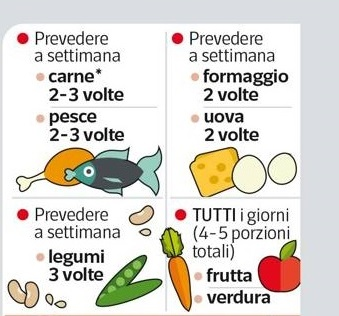 Prevedere
a settimana
carne*
2-3 volte
pesce
2-3 volte
Prevedere
a settimana
formaggio
2 volte
uova
2 volte
Prevedere
a settimana
legumi
3 volte
TUTTI i giorni
(4-5 porzioni
totali)
frutta
verdura